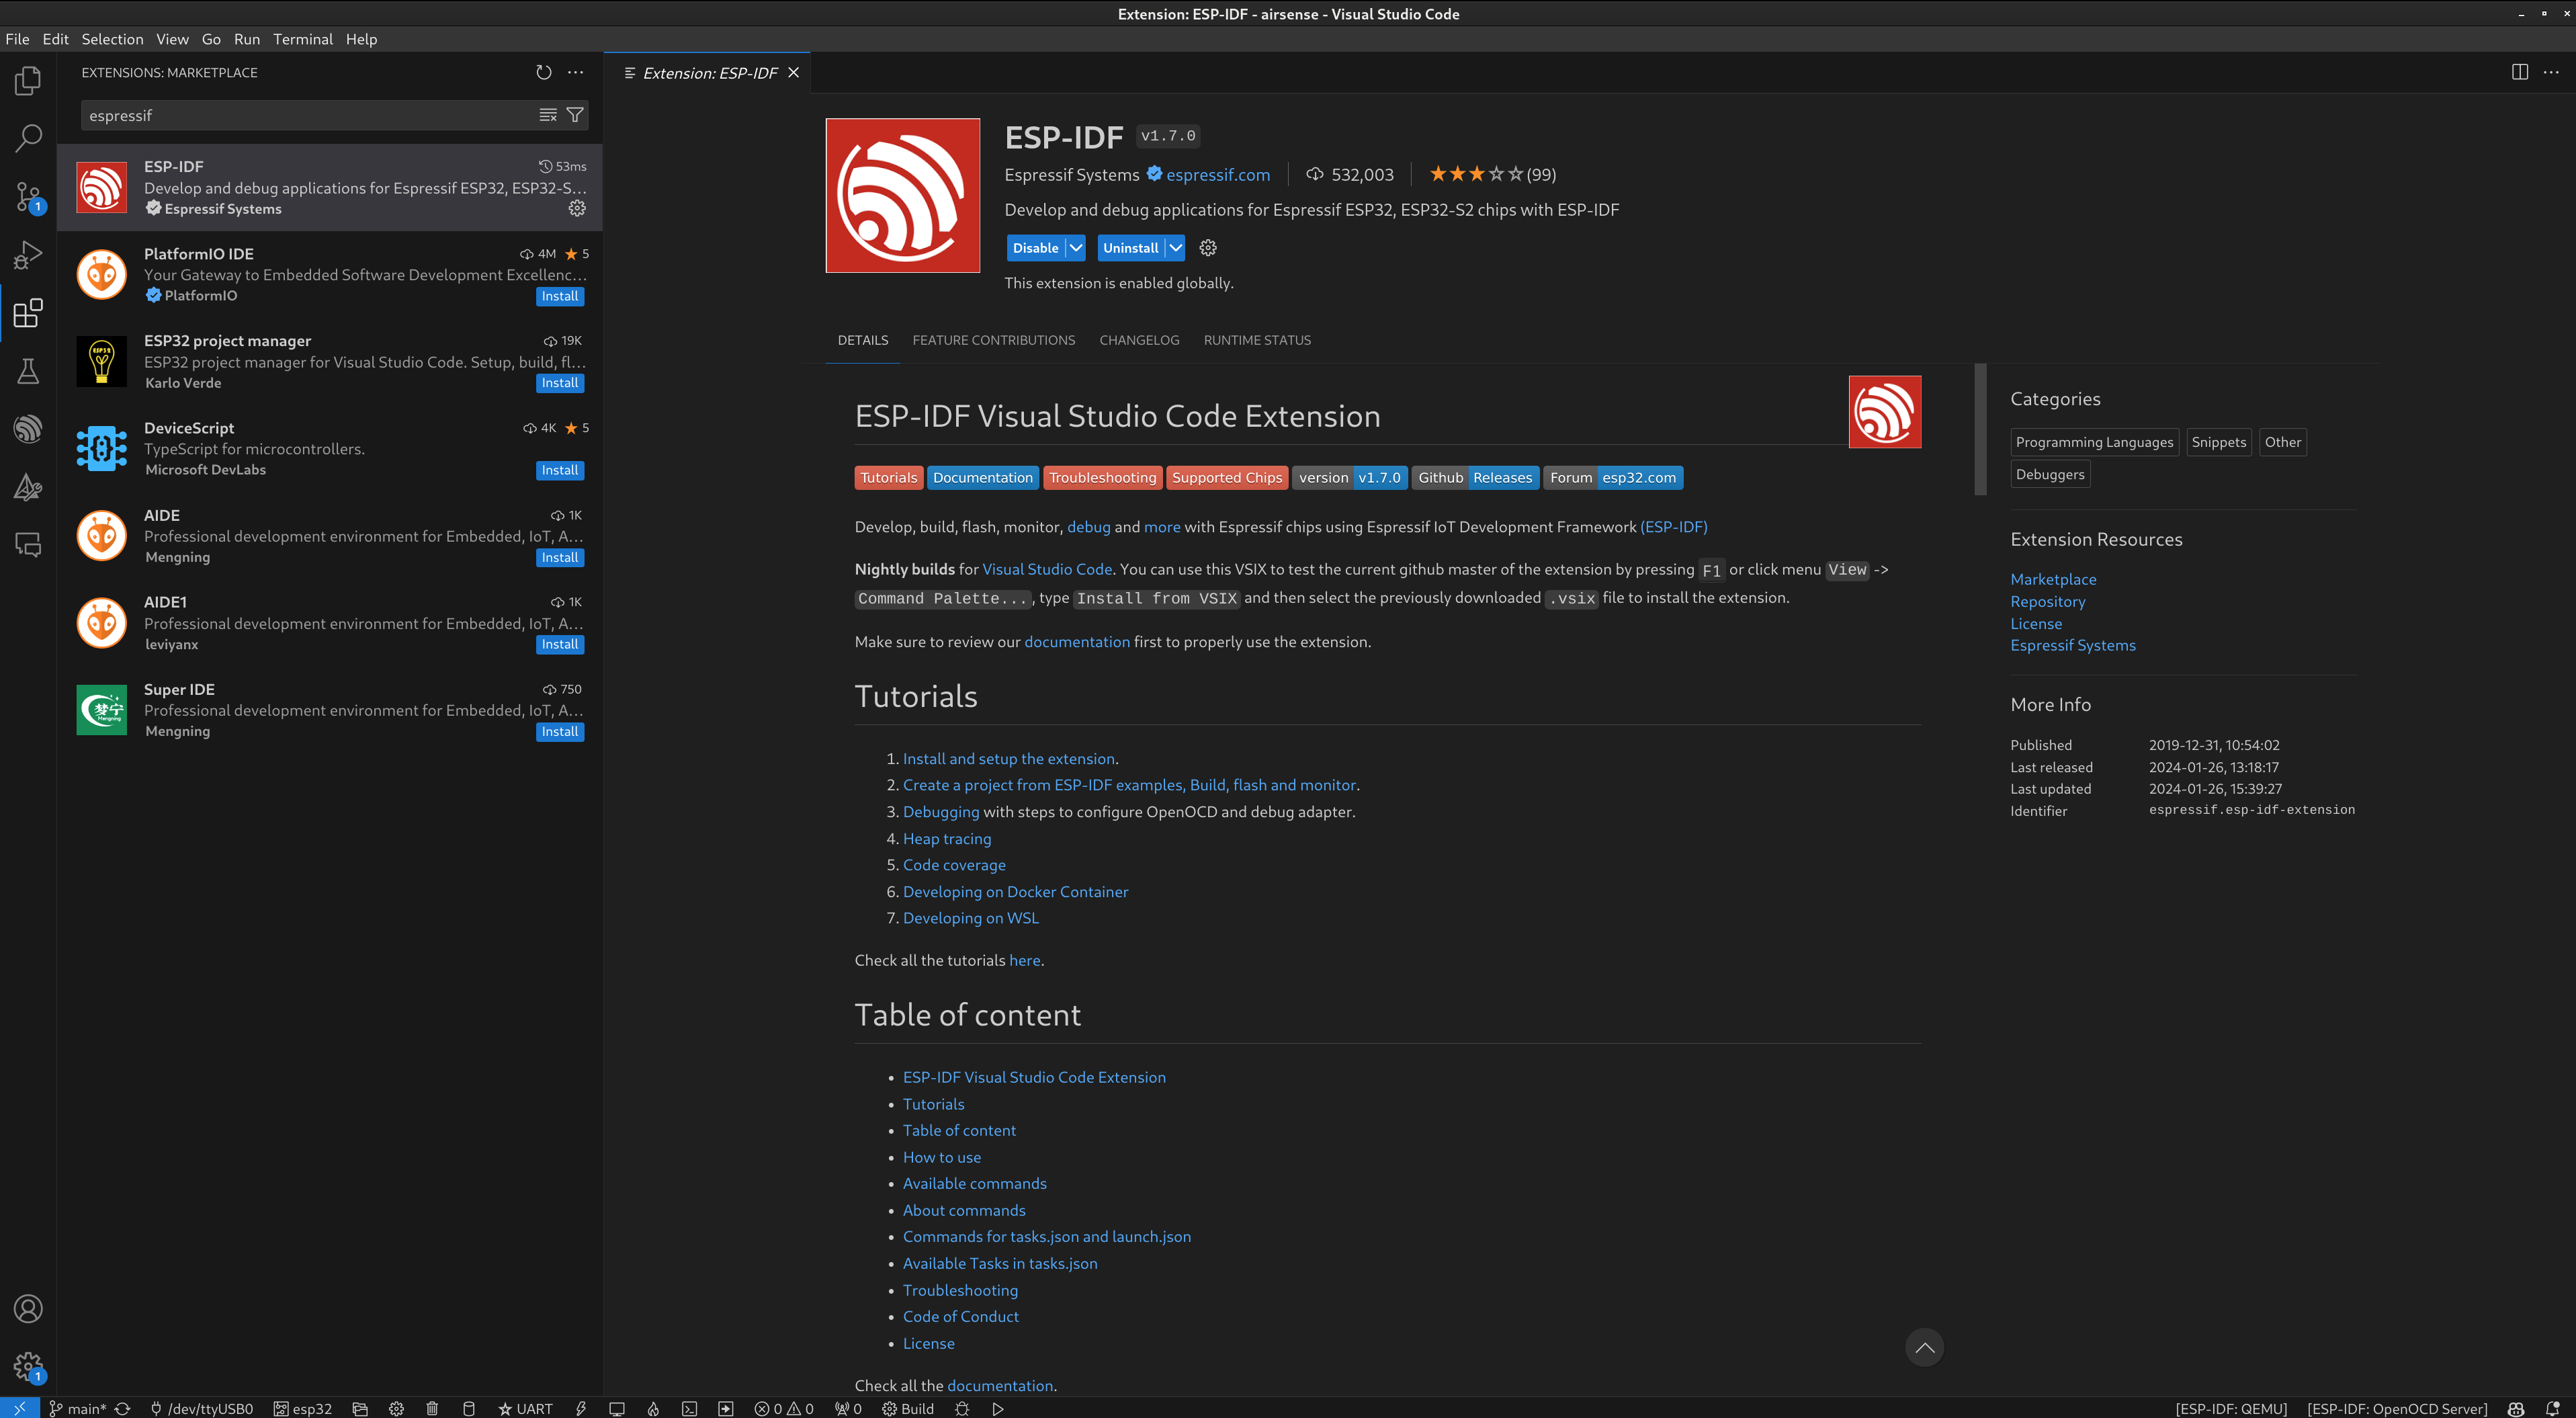 Extension: ESP-IDF - airsense - Visual Studio Code
File Edit Selection View Go Run Terminal Help
EXTENSIONS: MARKETPLACE
espressif
ESP-IDF 53ms
Develop and debug applications for Espressif ESP32, ESP32-S...
Espressif Systems
PlatformIO IDE 4M 5
Your Gateway to Embedded Software Development Excellenc...
PlatformIO Install
ESP32 project manager 19K
ESP32 project manager for Visual Studio Code. Setup, build, fl...
Karlo Verde Install
DeviceScript 4K 5
TypeScript for microcontrollers.
Microsoft DevLabs Install
AIDE 1K
Professional development environment for Embedded, IoT, A...
Mengning Install
AIDE1 1K
Professional development environment for Embedded, IoT, A...
leviyanx Install
Super IDE 750
Professional development environment for Embedded, IoT, A...
Mengning Install
1
1
ESP32
梦宁
Mengning
Extension: ESP-IDF
ESP-IDF v1.7.0
Espressif Systems espressif.com 532,003 (99)
Develop and debug applications for Espressif ESP32, ESP32-S2 chips with ESP-IDF
Disable Uninstall
This extension is enabled globally.
DETAILS FEATURE CONTRIBUTIONS CHANGELOG RUNTIME STATUS
ESP-IDF Visual Studio Code Extension
Tutorials Documentation Troubleshooting Supported Chips version v1.7.0 Github Releases Forum esp32.com
Develop, build, flash, monitor, debug and more with Espressif chips using Espressif IoT Development Framework (ESP-IDF)
Nightly builds for Visual Studio Code. You can use this VSIX to test the current github master of the extension by pressing F1 or click menu View ->
Command Palette..., type Install from VSIX and then select the previously downloaded .vsix file to install the extension.
Make sure to review our documentation first to properly use the extension.
Tutorials
1. Install and setup the extension.
2. Create a project from ESP-IDF examples, Build, flash and monitor.
3. Debugging with steps to configure OpenOCD and debug adapter.
4. Heap tracing
5. Code coverage
6. Developing on Docker Container
7. Developing on WSL
Check all the tutorials here.
Table of content
• ESP-IDF Visual Studio Code Extension
• Tutorials
• Table of content
• How to use
• Available commands
• About commands
• Commands for tasks.json and launch.json
• Available Tasks in tasks.json
• Troubleshooting
• Code of Conduct
• License
Check all the documentation.
Categories
Programming Languages Snippets Other
Debuggers
Extension Resources
Marketplace
Repository
License
Espressif Systems
More Info
Published 2019-12-31, 10:54:02
Last released 2024-01-26, 13:18:17
Last updated 2024-01-26, 15:39:27
Identifier espressif.esp-idf-extension
main* /dev/ttyUSB0 esp32 UART 0 0 0 Build [ESP-IDF: QEMU] [ESP-IDF: OpenOCD Server]